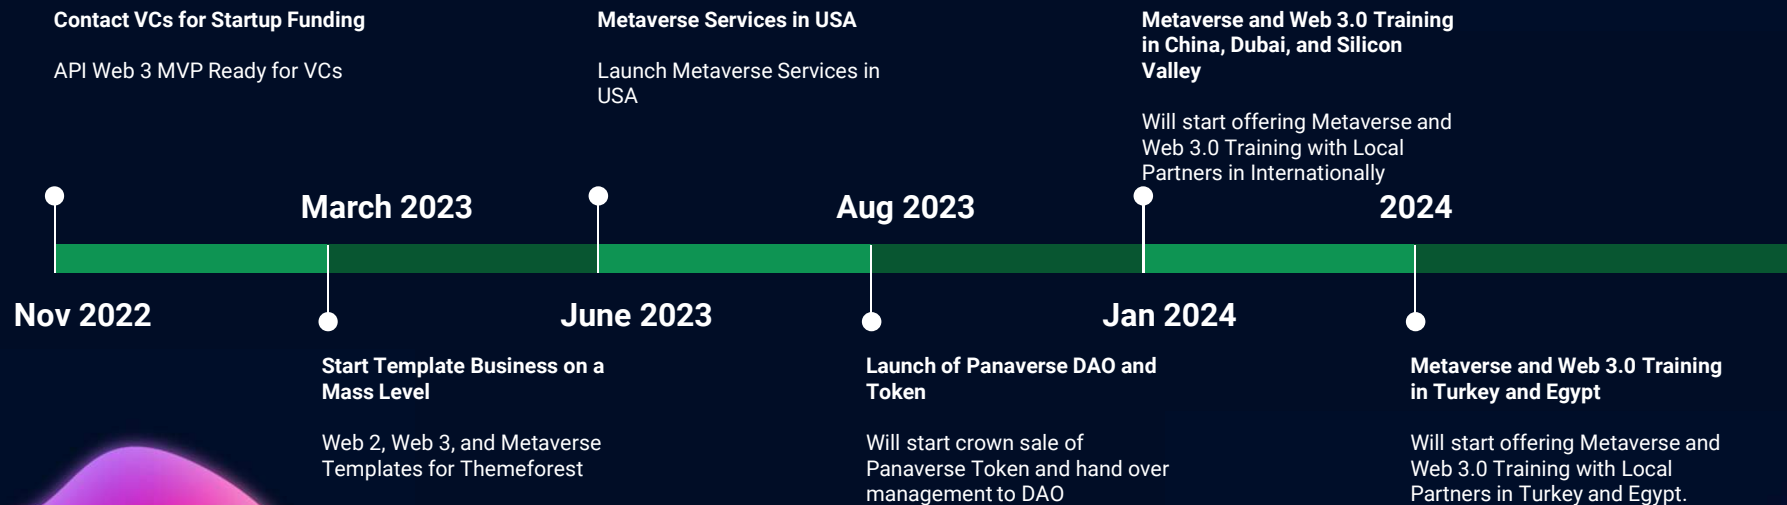 Contact VCs for Startup Funding
API Web 3 MVP Ready for VCs
Metaverse Services in USA
Launch Metaverse Services in
USA
Metaverse and Web 3.0 Training
in China, Dubai, and Silicon
Valley
Will start offering Metaverse and
Web 3.0 Training with Local
Partners in Internationally
March 2023
Aug 2023
2024
Nov 2022
June 2023
Jan 2024
Start Template Business on a
Mass Level
Web 2, Web 3, and Metaverse
Templates for Themeforest
Launch of Panaverse DAO and
Token
Will start crown sale of
Panaverse Token and hand over
management to DAO
Metaverse and Web 3.0 Training
in Turkey and Egypt
Will start offering Metaverse and
Web 3.0 Training with Local
Partners in Turkey and Egypt.